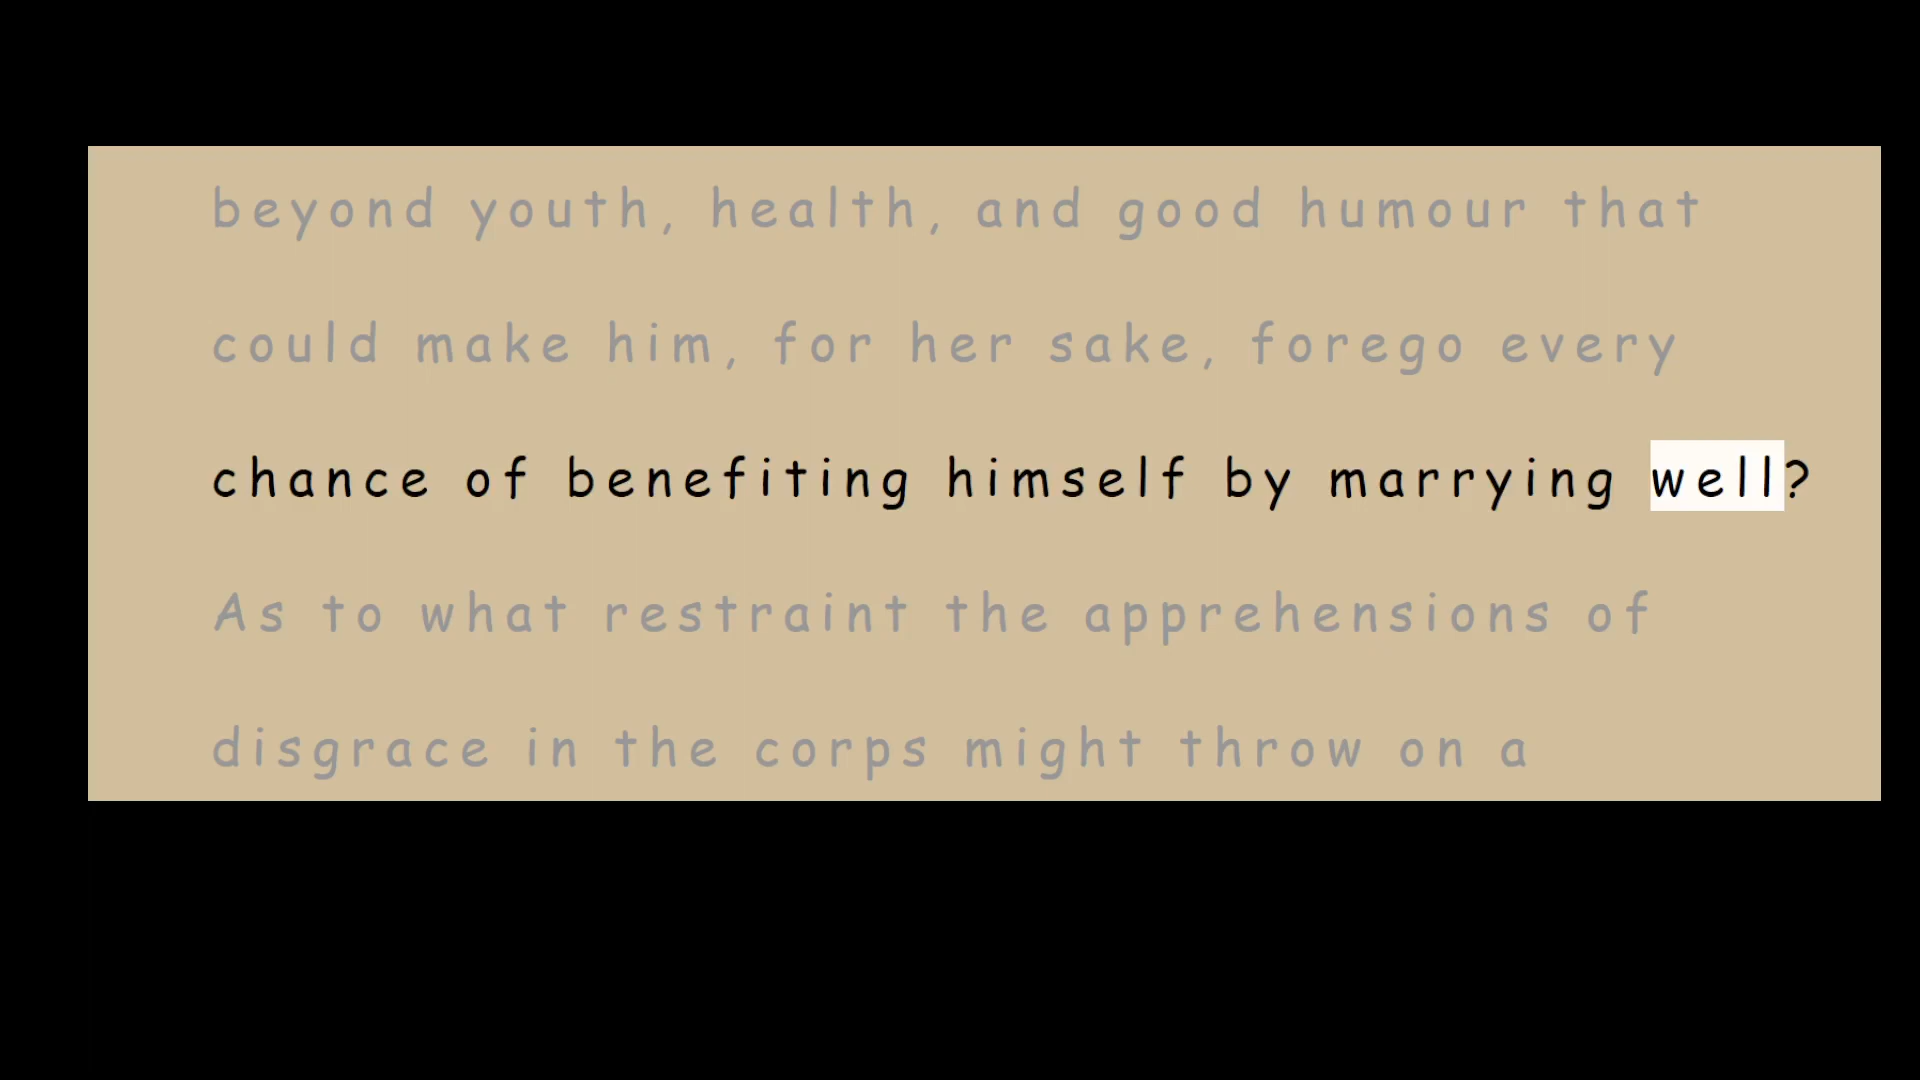 beyond youth, health, and good humour that
could make him, for her sake, forego every
chance of benefiting himself by marrying well?
As to what restraint the apprehensions of
disgrace in the corps might throw on a